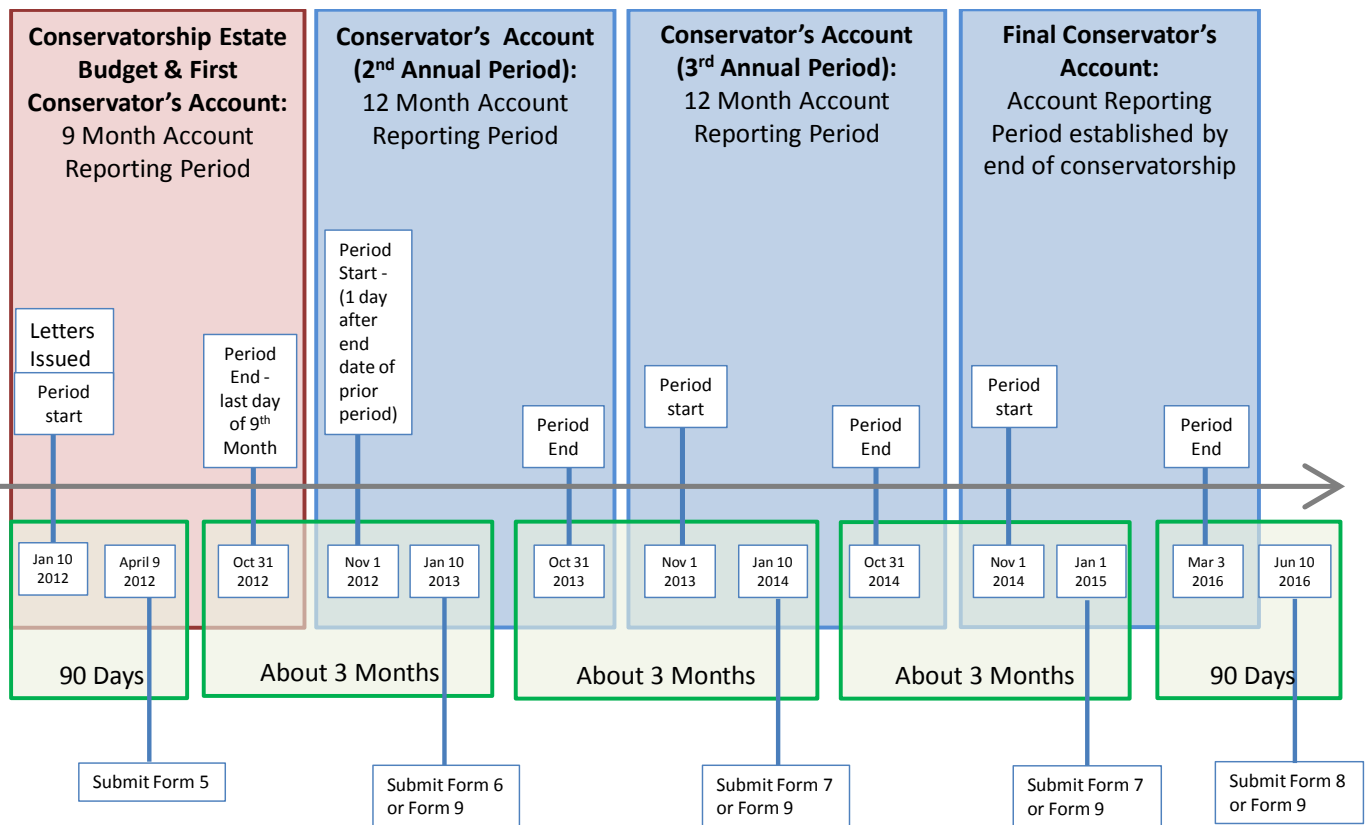 Conservatorship Estate
Budget & First
Conservator's Account:
9 Month Account
Reporting Period
Conservator's Account
(2nd Annual Period):
12 Month Account
Reporting Period
Conservator's Account
(3rd Annual Period):
12 Month Account
Reporting Period
Final Conservator's
Account:
Account Reporting
Period established by
end of conservatorship
Letters
Issued
Period
start
Period
End -
last day
of 9th
Month
Period
Start -
(1 day
after
end
date of
prior
period)
Period
End
Period
start
Period
End
Period
start
Period
End
Jan 10
2012
April 9
2012
Oct 31
2012
Nov 1
2012
Jan 10
2013
Oct 31
2013
Nov 1
2013
Jan 10
2014
Oct 31
2014
Nov 1
2014
Jan 1
2015
Mar 3
2016
Jun 10
2016
90 Days
About 3 Months
About 3 Months
About 3 Months
90 Days
Submit Form 5
Submit Form 6
or Form 9
Submit Form 7
or Form 9
Submit Form 7
or Form 9
Submit Form 8
or Form 9